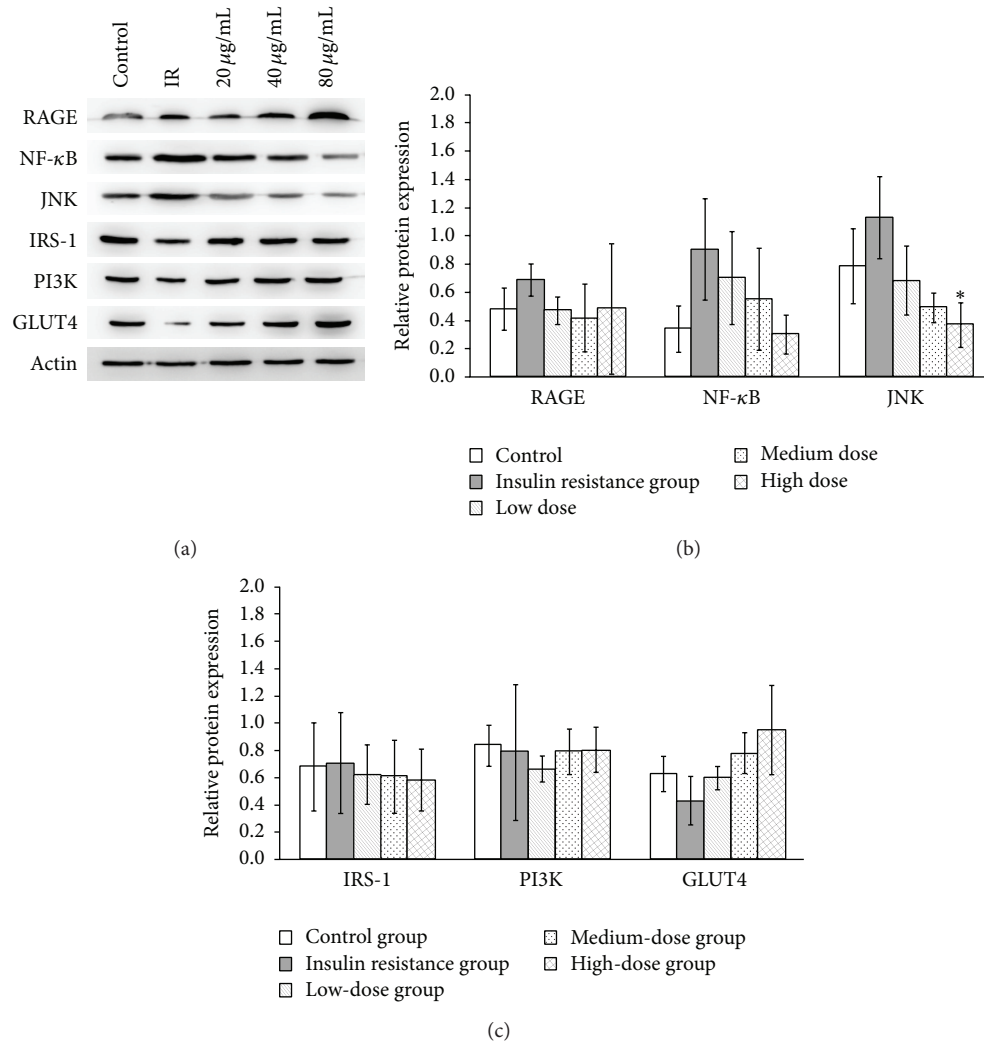 Control
IR
20 μg/mL
40 μg/mL
80 μg/mL
RAGE
NF-κB
JNK
IRS-1
PI3K
GLUT4
Actin
(a)
Relative protein expression
2.0
1.8
1.6
1.4
1.2
1.0
0.8
0.6
0.4
0.2
0.0
*
RAGE
NF-κB
JNK
Control
Insulin resistance group
Low dose
Medium dose
High dose
(b)
Relative protein expression
2.0
1.8
1.6
1.4
1.2
1.0
0.8
0.6
0.4
0.2
0.0
IRS-1
PI3K
GLUT4
Control group
Insulin resistance group
Low-dose group
Medium-dose group
High-dose group
(c)